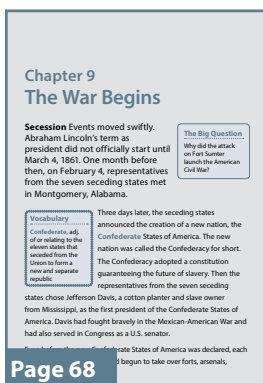 Chapter 9
The War Begins
Secession Events moved swiftly.
Abraham Lincoln's term as
president did not officially start until
March 4, 1861. One month before
then, on February 4, representatives
from the seven seceding states met
in Montgomery, Alabama.
The Big Question
Why did the attack
on Fort Sumter
launch the American
Civil War?
Vocabulary
Confederate, adj.
of or relating to the
eleven states that
seceded from the
Union to form a
new and separate
republic
Three days later, the seceding states
announced the creation of a new nation, the
Confederate States of America. The new
nation was called the Confederacy for short.
The Confederacy adopted a constitution
guaranteeing the future of slavery. Then the
representatives from the seven seceding
states chose Jefferson Davis, a cotton planter and slave owner
from Mississippi, as the first president of the Confederate States of
America. Davis had fought bravely in the Mexican-American War and
had also served in Congress as a U.S. senator.
States of America was declared, each
begun to take over forts, arsenals,
Page 68